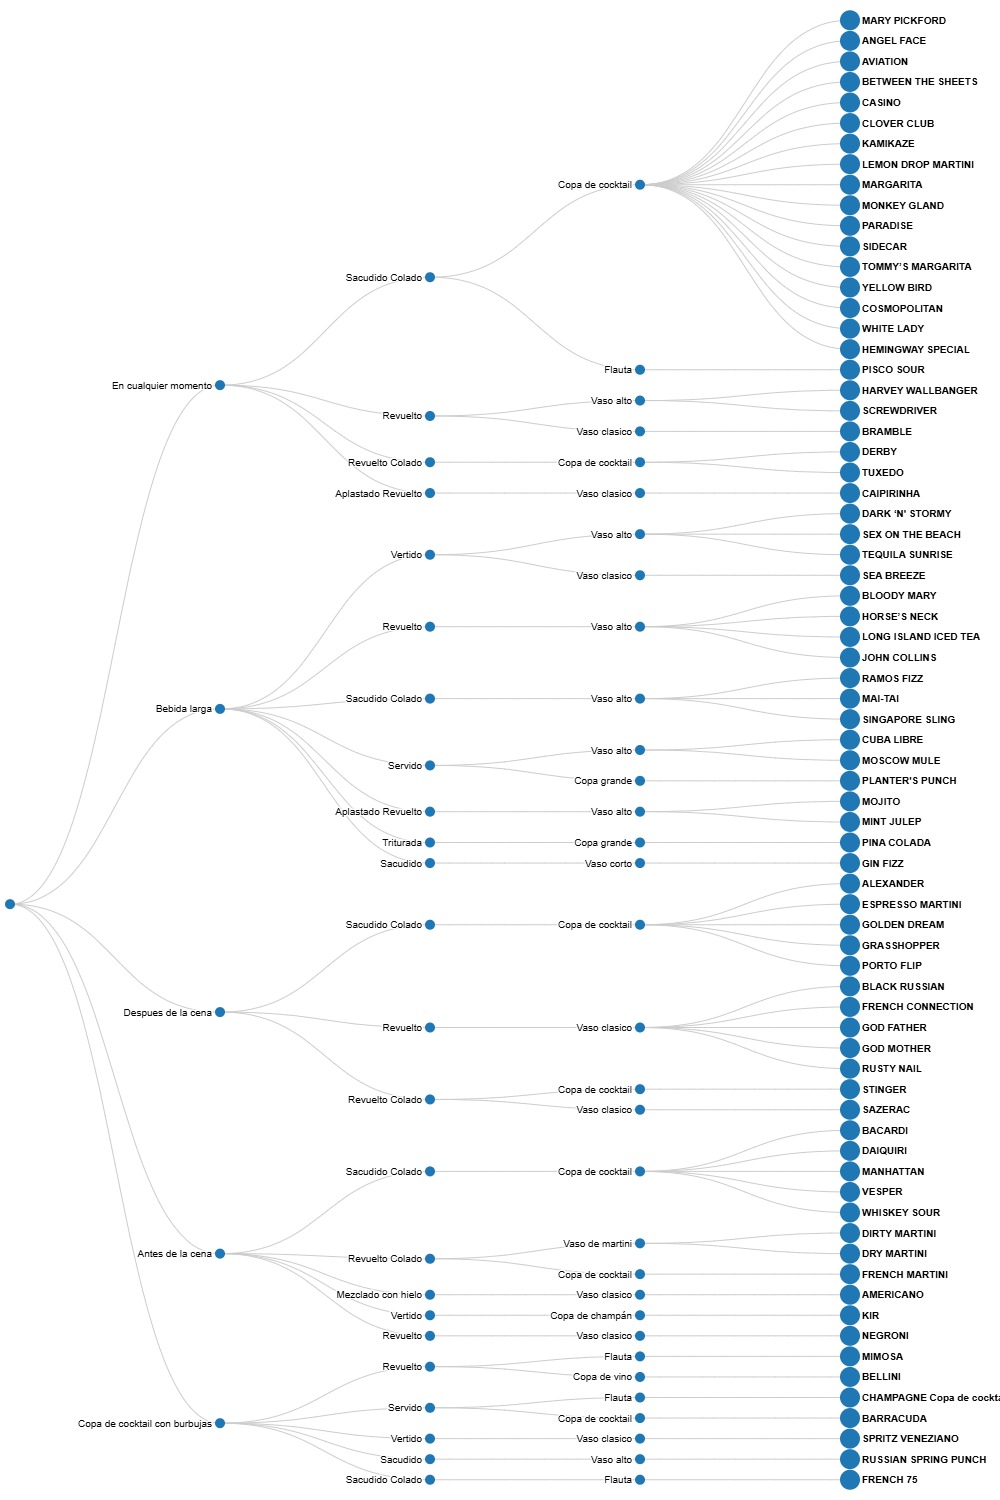 MARY PICKFORD
ANGEL FACE
AVIATION
BETWEEN THE SHEETS
CASINO
CLOVER CLUB
KAMIKAZE
LEMON DROP MARTINI
Copa de cocktail MARGARITA
MONKEY GLAND
PARADISE
SIDECAR
TOMMY'S MARGARITA
Sacudido Colado
YELLOW BIRD
COSMOPOLITAN
WHITE LADY
HEMINGWAY SPECIAL
Flauta PISCO SOUR
En cualquier momento
HARVEY WALLBANGER
Vaso alto
SCREWDRIVER
Revuelto
Vaso clasico BRAMBLE
DERBY
Revuelto Colado Copa de cocktail
TUXEDO
Aplastado Revuelto Vaso clasico CAIPIRINHA
DARK ‘N' STORMY
Vaso alto SEX ON THE BEACH
Vertido TEQUILA SUNRISE
Vaso clasico SEA BREEZE
BLOODY MARY
HORSE’S NECK
Revuelto Vaso alto
LONG ISLAND ICED TEA
JOHN COLLINS
RAMOS FIZZ
Sacudido Colado Vaso alto MAI-TAI
Bebida larga
SINGAPORE SLING
CUBA LIBRE
Vaso alto
MOSCOW MULE
Servido
Copa grande PLANTER'S PUNCH
MOJITO
Aplastado Revuelto Vaso alto
MINT JULEP
Triturada Copa grande PINA COLADA
Sacudido Vaso corto GIN FIZZ
ALEXANDER
ESPRESSO MARTINI
Sacudido Colado Copa de cocktail GOLDEN DREAM
GRASSHOPPER
PORTO FLIP
BLACK RUSSIAN
FRENCH CONNECTION
Despues de la cena
Revuelto Vaso clasico GOD FATHER
GOD MOTHER
RUSTY NAIL
Copa de cocktail STINGER
Revuelto Colado
Vaso clasico SAZERAC
BACARDI
DAIQUIRI
Sacudido Colado Copa de cocktail MANHATTAN
VESPER
WHISKEY SOUR
DIRTY MARTINI
Vaso de martini
Antes de la cena DRY MARTINI
Revuelto Colado
Copa de cocktail FRENCH MARTINI
Mezclado con hielo Vaso clasico AMERICANO
Vertido Copa de champán KIR
Revuelto Vaso clasico NEGRONI
Flauta MIMOSA
Revuelto
Copa de vino BELLINI
Flauta CHAMPAGNE Copa de cockta
Servido
Copa de cocktail BARRACUDA
Copa de cocktail con burbujas
Vertido Vaso clasico SPRITZ VENEZIANO
Sacudido Vaso alto RUSSIAN SPRING PUNCH
Sacudido Colado Flauta FRENCH 75